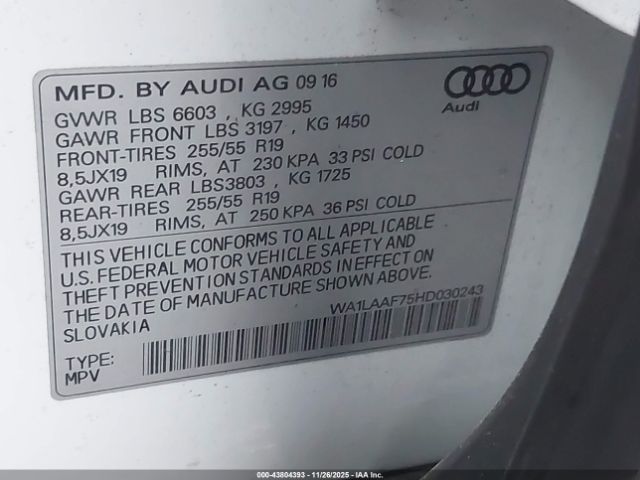 MFD. BY AUDI AG 09 16
GVWR LBS 6603 , KG 2995
GAWR FRONT LBS 3197 , KG 1450
FRONT-TIRES 255/55 R19
8,5JX19 RIMS, AT 230 KPA 33 PSI COLD
GAWR REAR LBS3803 , KG 1725
REAR-TIRES 255/55 R19
8,5JX19 RIMS, AT 250 KPA 36 PSI COLD
Audi
THIS VEHICLE CONFORMS TO ALL APPLICABLE
U.S. FEDERAL MOTOR VEHICLE SAFETY AND
THEFT PREVENTION STANDARDS IN EFFECT ON
THE DATE OF MANUFACTURE SHOWN ABOVE.
SLOVAKIA
WA1LAAF75HD030243
TYPE:
MPV
000-43804393 - 11/26/2025 - IAA Inc.